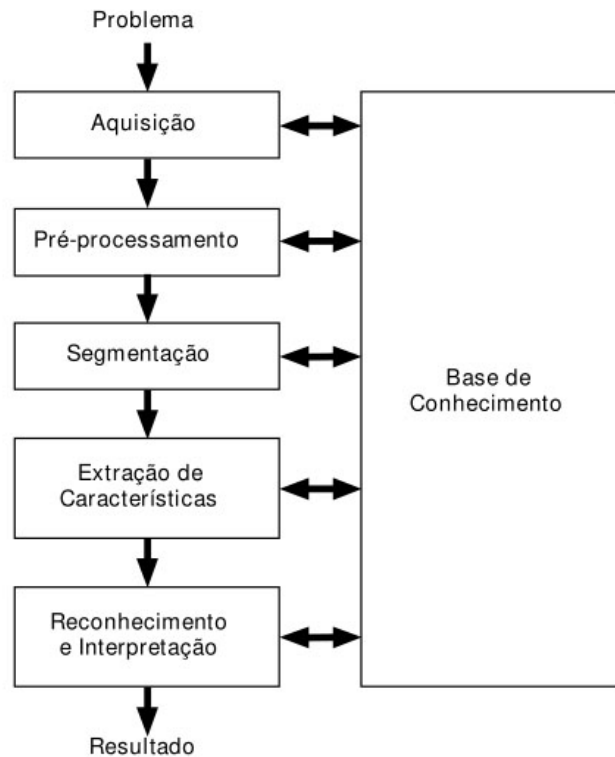 Problema
Aquisição
Pré-processamento
Segmentação
Extração de
Características
Reconhecimento
e Interpretação
Resultado
Base de
Conhecimento